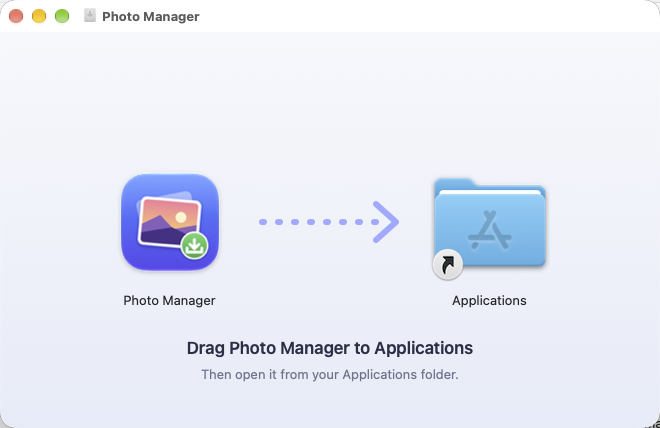 Photo Manager
Photo Manager
Applications
Drag Photo Manager to Applications
Then open it from your Applications folder.